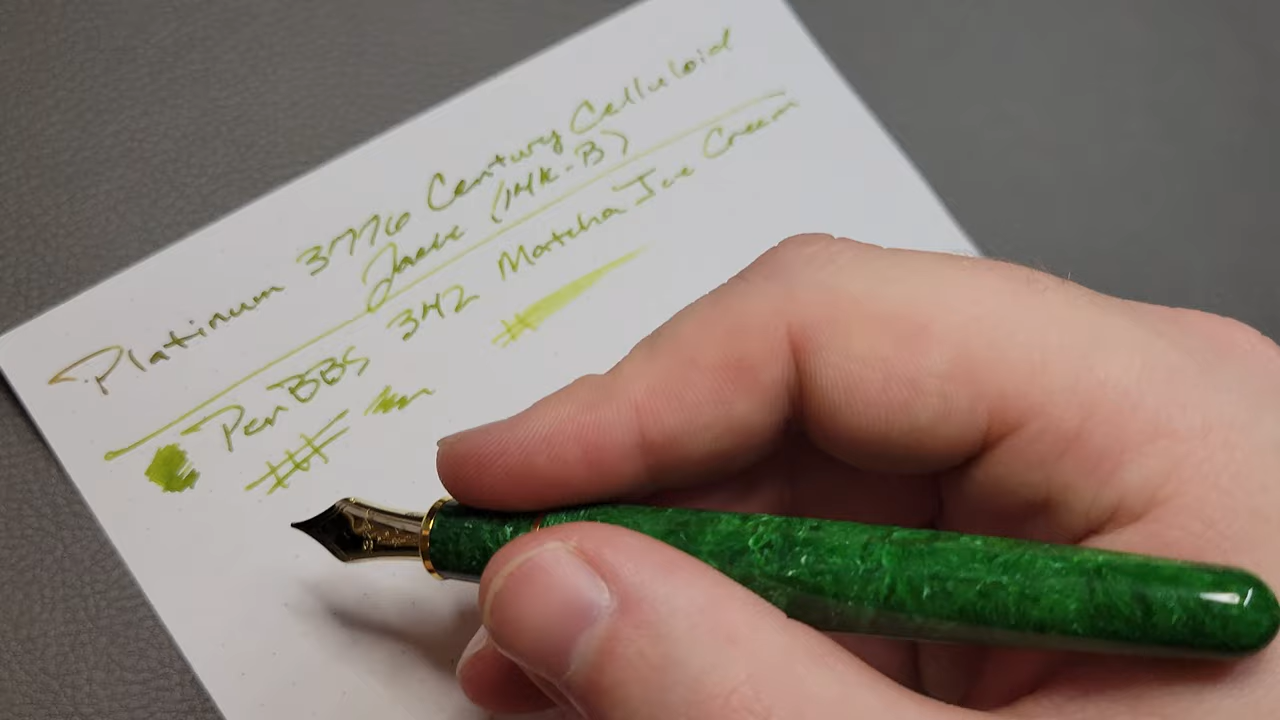 Platinum 3776 Century Celluloid
Jade (14k-B)
PenBBS 342 Matcha Ice Cream